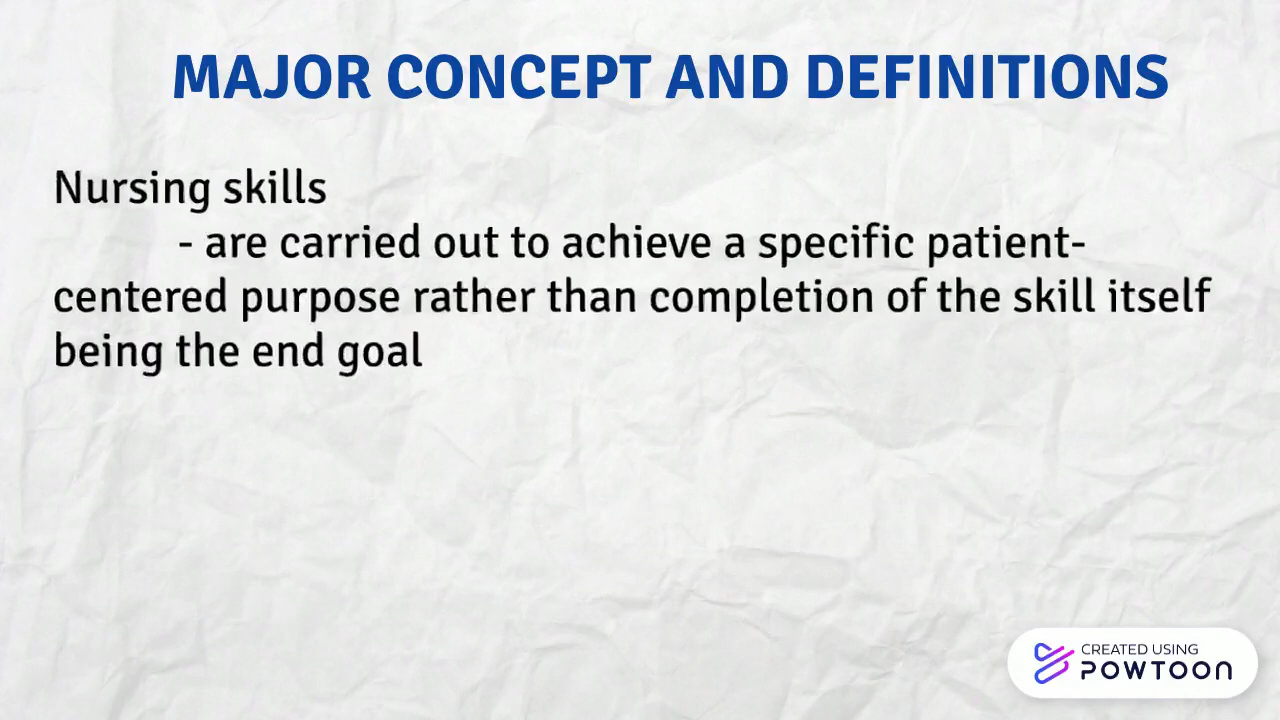 MAJOR CONCEPT AND DEFINITIONS
Nursing skills
- are carried out to achieve a specific patient-
centered purpose rather than completion of the skill itself
being the end goal
CREATED USING
POWTOON